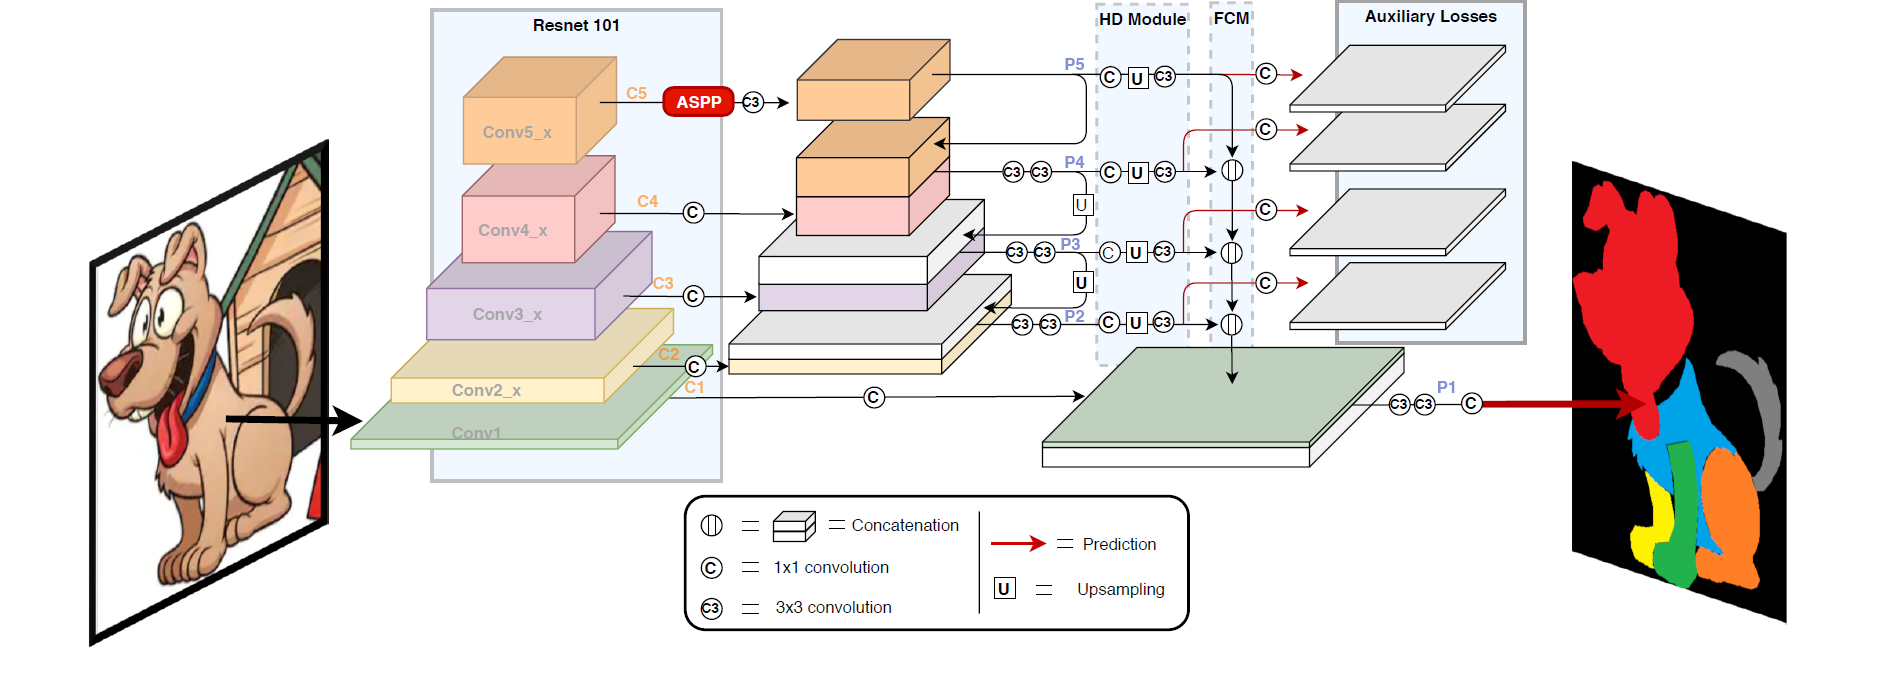 Resnet 101
HD Module
FCM
Auxiliary Losses
C5
ASPP
C3
Conv5_x
P5
C
U
C3
C
C
C4
C
Conv4_x
C3
C3
P4
C
U
C3
U
C
C3
C
Conv3_x
C3
C3
P3
C
U
C3
U
C
C2
C
Conv2_x
C3
C3
P2
C
U
C3
C1
C
Conv1
P1
C3
C3
C
= = Concatenation
C = 1x1 convolution
C3 = 3x3 convolution
= Prediction
U = Upsampling